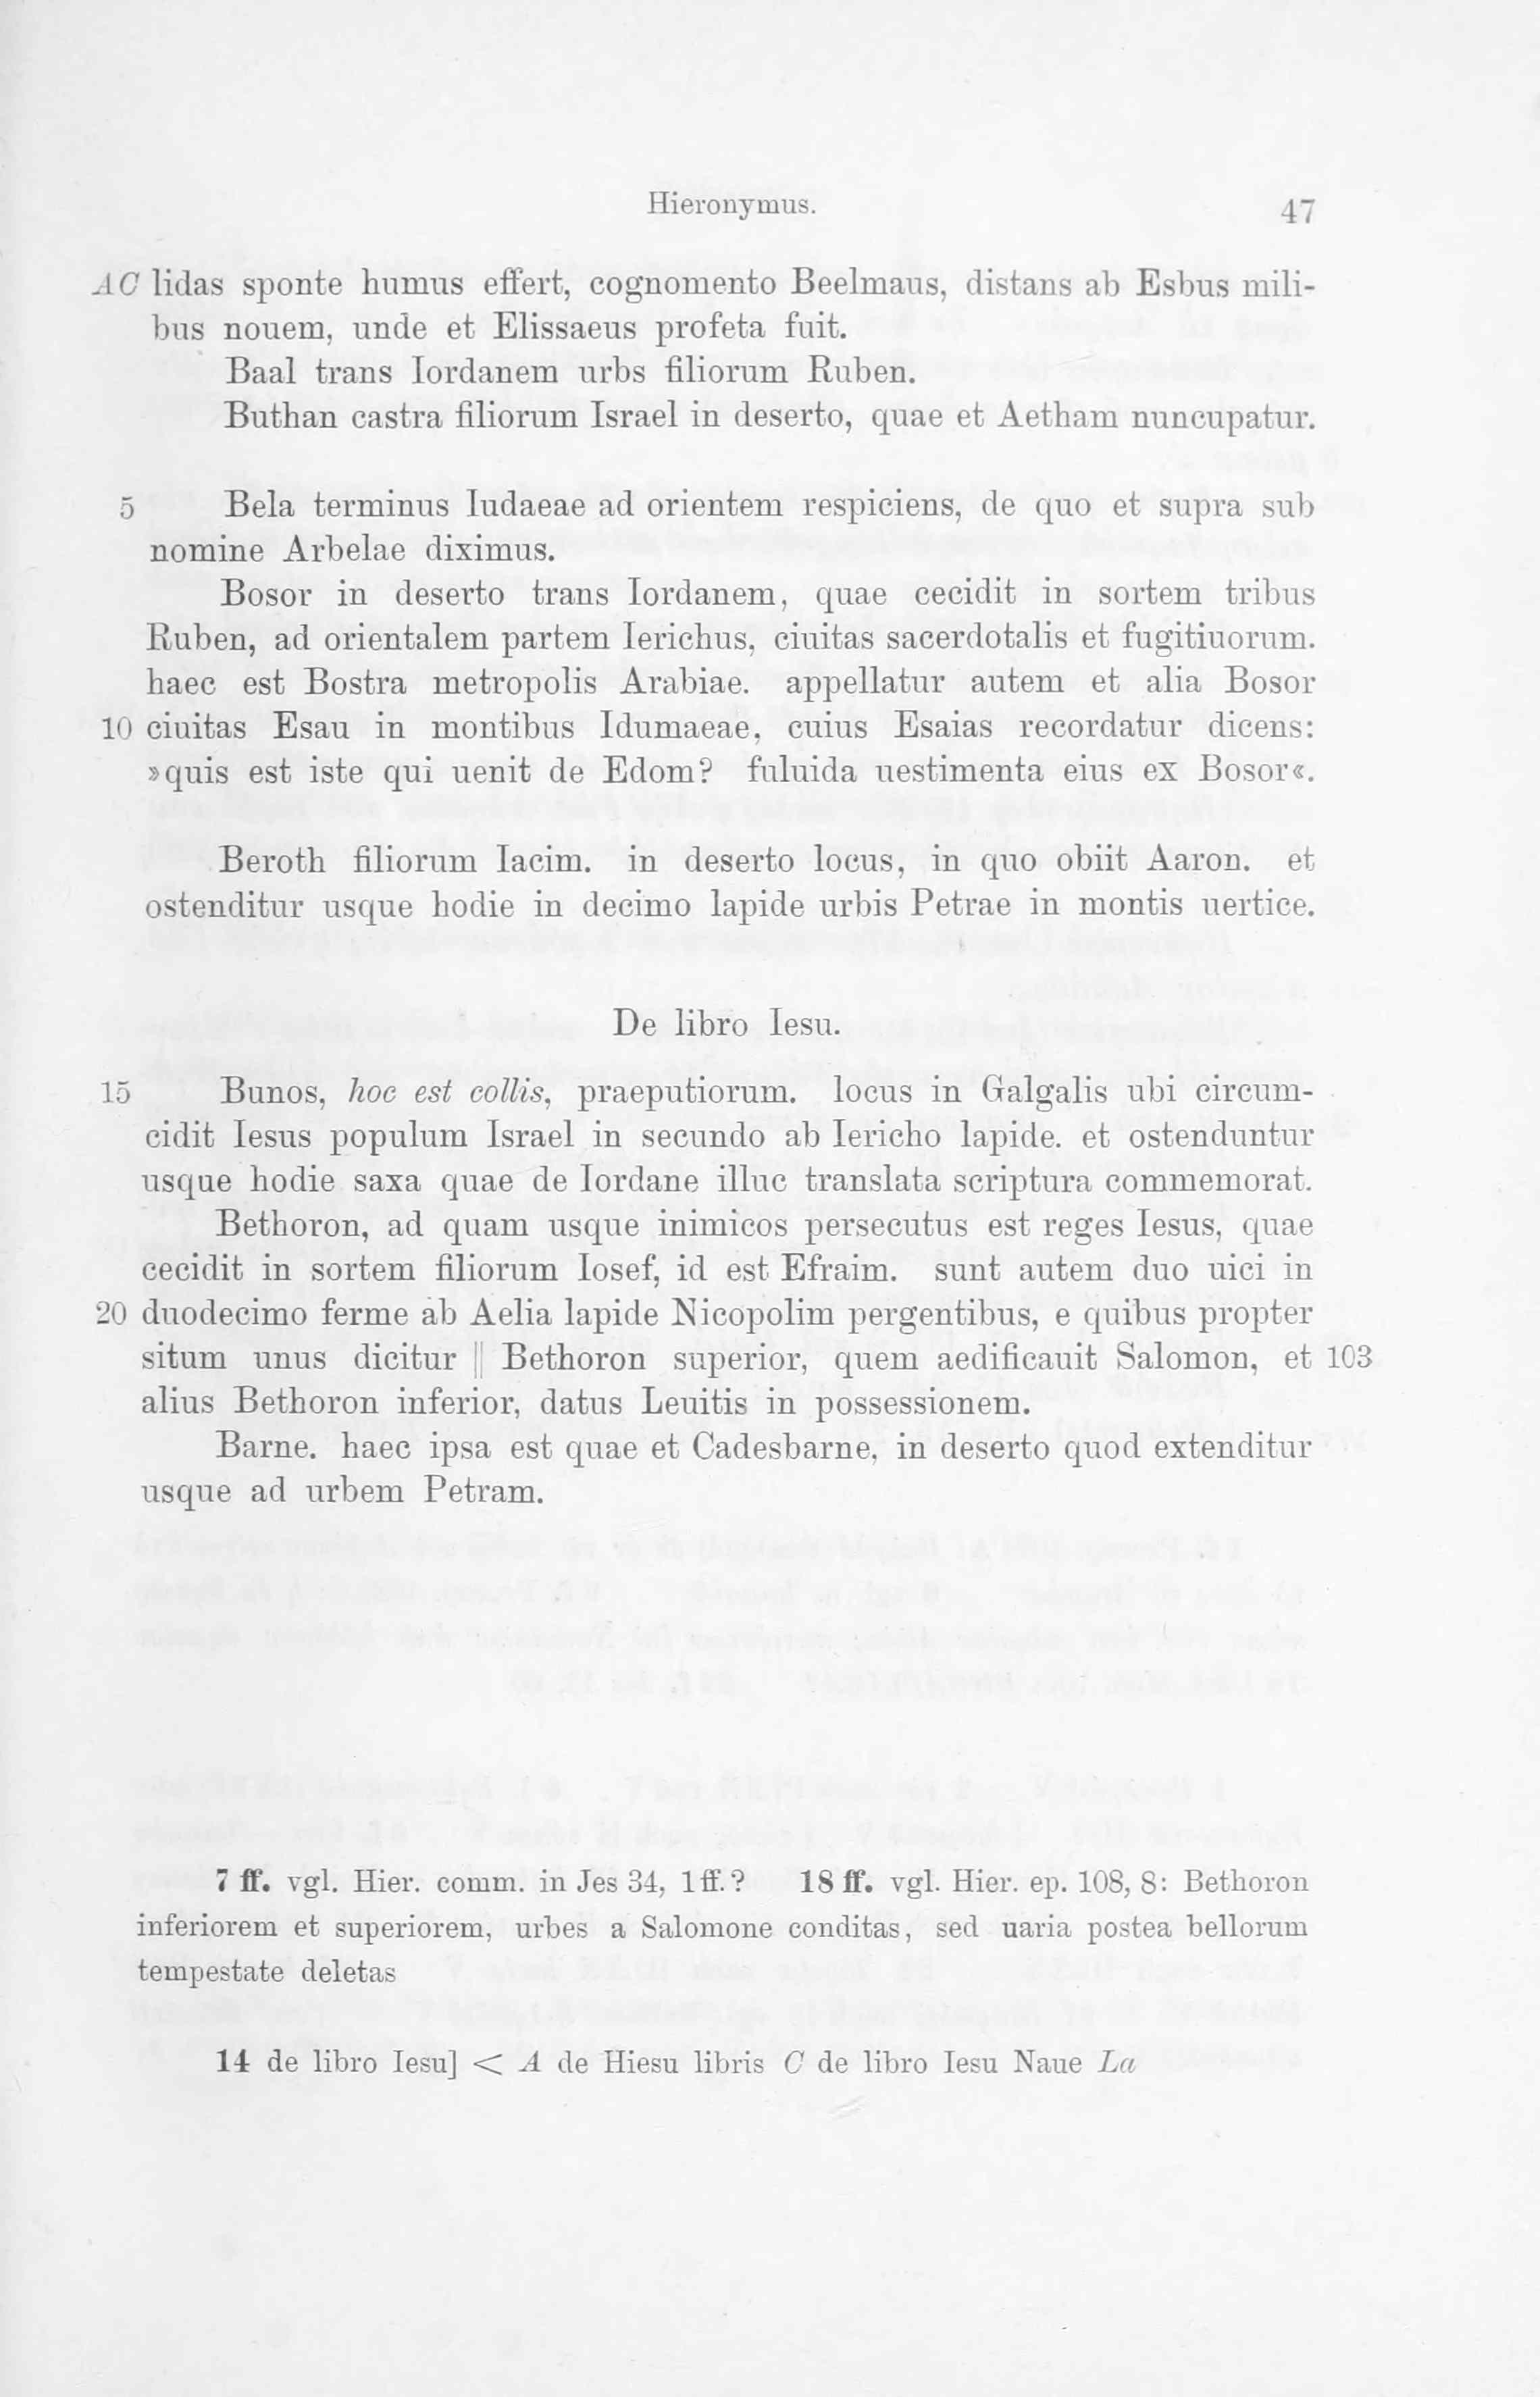 Hieronymus. 47
AC lidas sponte humus effert, cognomento Beelmaus, distans ab Esbus mili-
bus nouem, unde et Elissaeus profeta fuit.
Baal trans Iordanem urbs filiorum Ruben.
Buthan castra filiorum Israel in deserto, quae et Aetham nuncupatur.
5 Bela terminus Iudaeae ad orientem respiciens, de quo et supra sub
nomine Arbelae diximus.
Bosor in deserto trans Iordanem, quae cecidit in sortem tribus
Ruben, ad orientalem partem Ierichus, ciuitas sacerdotalis et fugitiuorum.
haec est Bostra metropolis Arabiae. appellatur autem et alia Bosor
10 ciuitas Esau in montibus Idumaeae, cuius Esaias recordatur dicens:
»quis est iste qui uenit de Edom? fuluida uestimenta eius ex Bosor«.
Beroth filiorum Iacim. in deserto locus, in quo obiit Aaron. et
ostenditur usque hodie in decimo lapide urbis Petrae in montis uertice.
De libro Iesu.
15 Bunos, hoc est collis, praeputiorum. locus in Galgalis ubi circum-
cidit Iesus populum Israel in secundo ab Iericho lapide. et ostenduntur
usque hodie saxa quae de Iordane illuc translata scriptura commemorat.
Bethoron, ad quam usque inimicos persecutus est reges Iesus, quae
cecidit in sortem filiorum Iosef, id est Efraim. sunt autem duo uici in
20 duodecimo ferme ab Aelia lapide Nicopolim pergentibus, e quibus propter
situm unus dicitur || Bethoron superior, quem aedificauit Salomon, et 103
alius Bethoron inferior, datus Leuitis in possessionem.
Barne. haec ipsa est quae et Cadesbarne, in deserto quod extenditur
usque ad urbem Petram.
7 ff. vgl. Hier. comm. in Jes 34, 1 ff.? 18 ff. vgl. Hier. ep. 108, 8: Bethoron
inferiorem et superiorem, urbes a Salomone conditas, sed uaria postea bellorum
tempestate deletas
14 de libro Iesu] < A de Hiesu libris C de libro Iesu Naue La